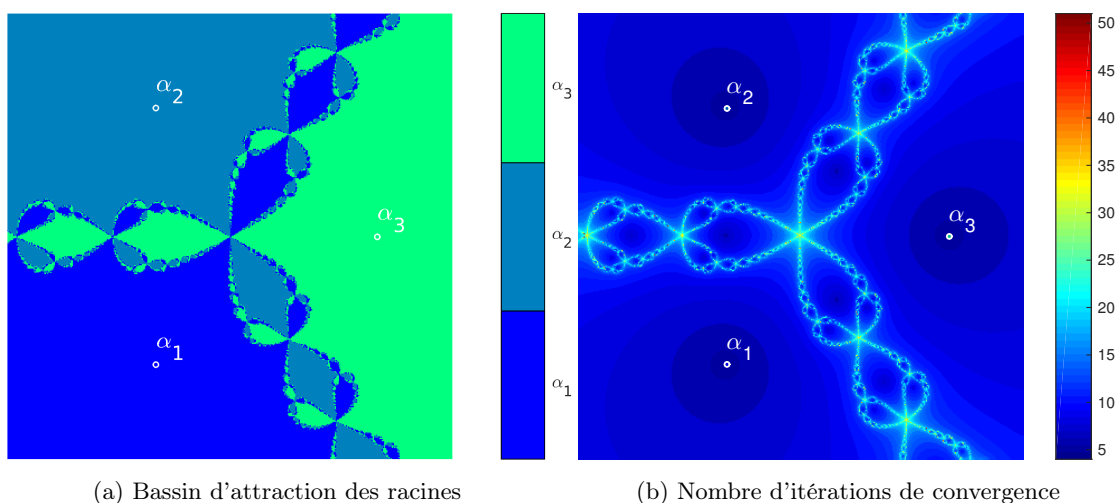 α₂
α₃
α₁
α₃
α₂
α₁
α₂
α₃
α₁
50
45
40
35
30
25
20
15
10
5
(a) Bassin d'attraction des racines
(b) Nombre d'itérations de convergence